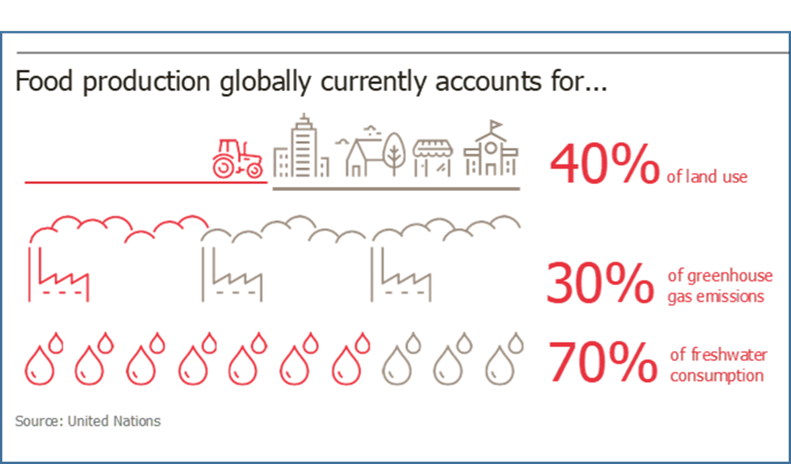 Food production globally currently accounts for...
40% of land use
30% of greenhouse
gas emissions
70% of freshwater
consumption
Source: United Nations